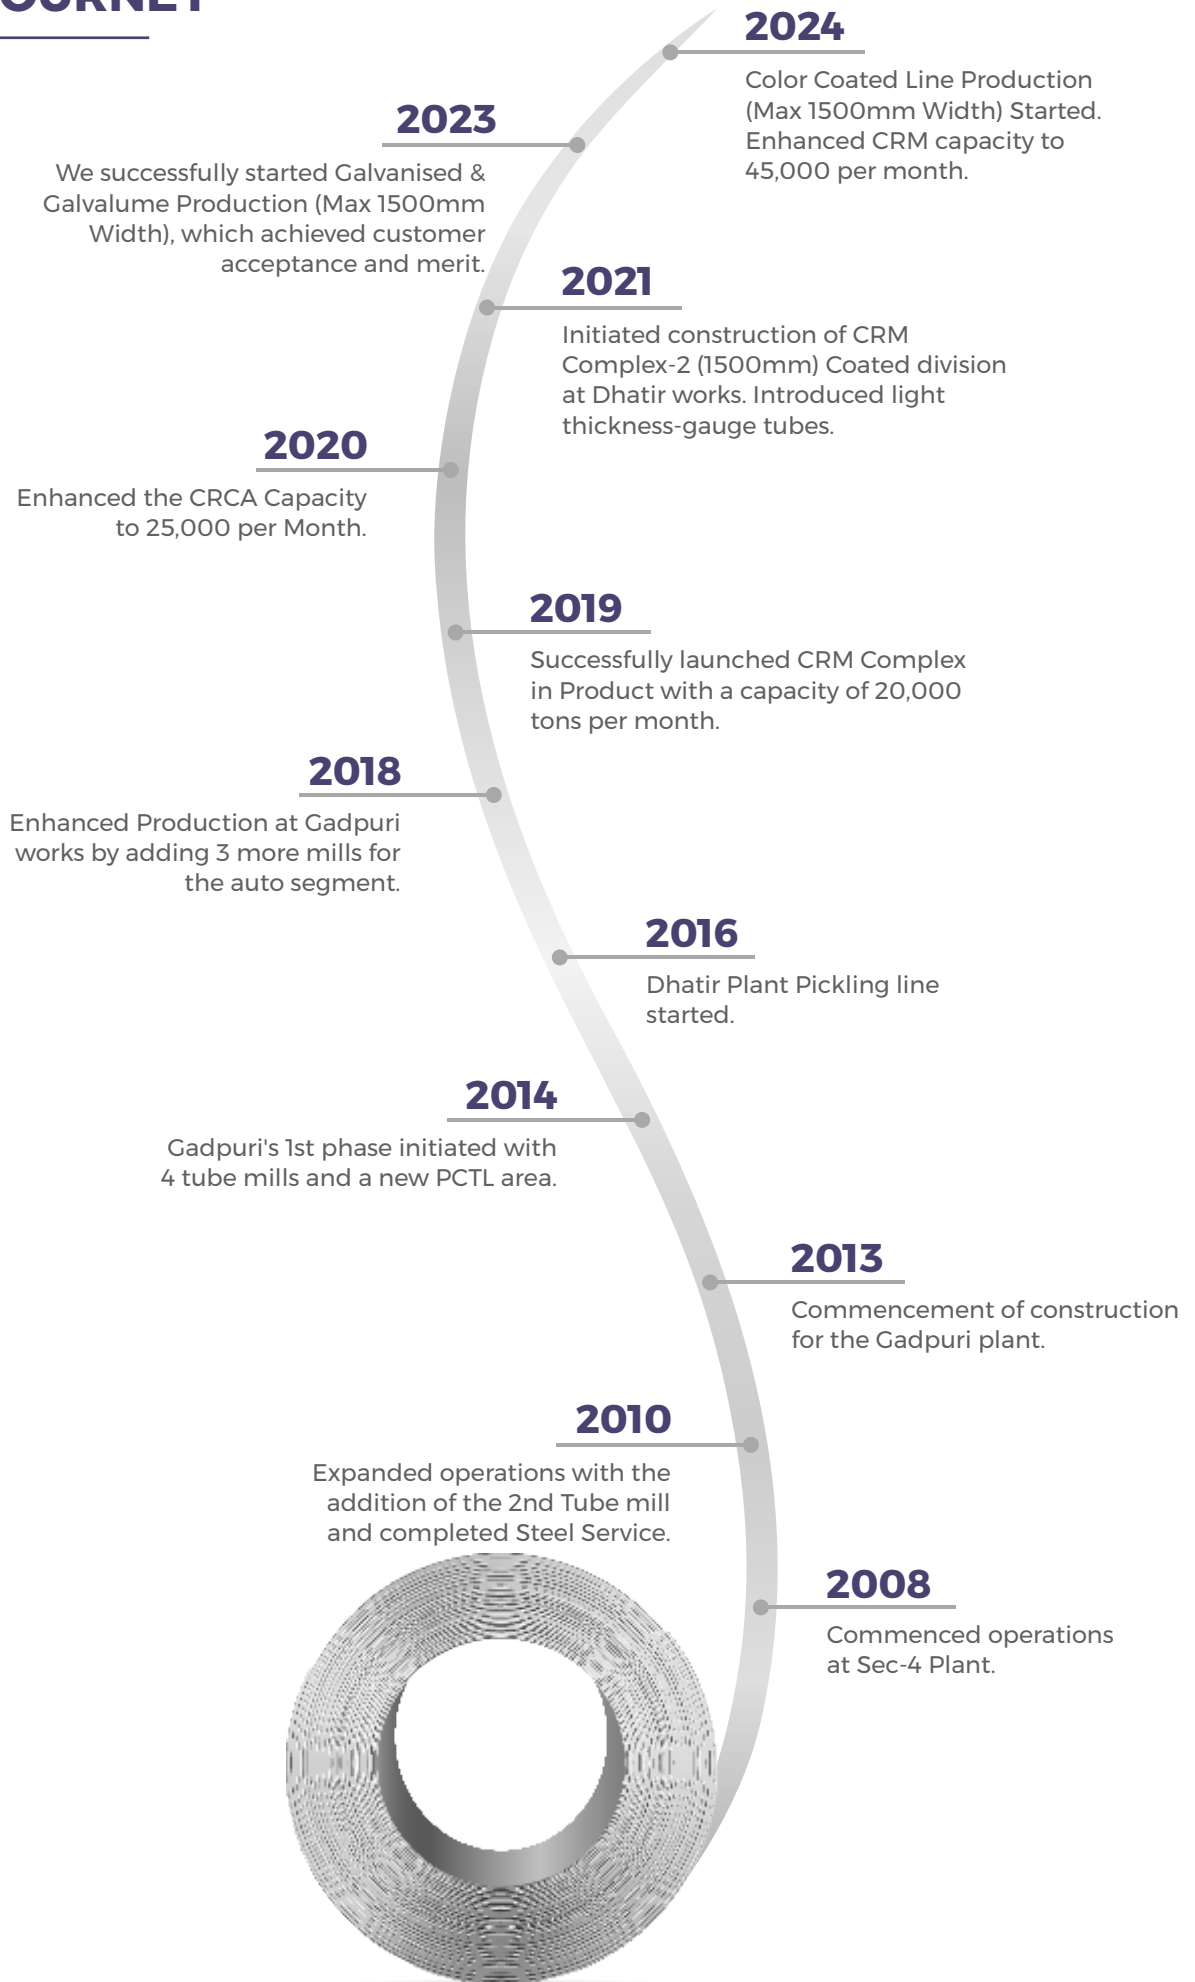 2024
Color Coated Line Production
(Max 1500mm Width) Started.
Enhanced CRM capacity to
45,000 per month.
2023
We successfully started Galvanised &
Galvalume Production (Max 1500mm
Width), which achieved customer
acceptance and merit.
2021
Initiated construction of CRM
Complex-2 (1500mm) Coated division
at Dhatir works. Introduced light
thickness-gauge tubes.
2020
Enhanced the CRCA Capacity
to 25,000 per Month.
2019
Successfully launched CRM Complex
in Product with a capacity of 20,000
tons per month.
2018
Enhanced Production at Gadpuri
works by adding 3 more mills for
the auto segment.
2016
Dhatir Plant Pickling line
started.
2014
Gadpuri's 1st phase initiated with
4 tube mills and a new PCTL area.
2013
Commencement of construction
for the Gadpuri plant.
2010
Expanded operations with the
addition of the 2nd Tube mill
and completed Steel Service.
2008
Commenced operations
at Sec-4 Plant.